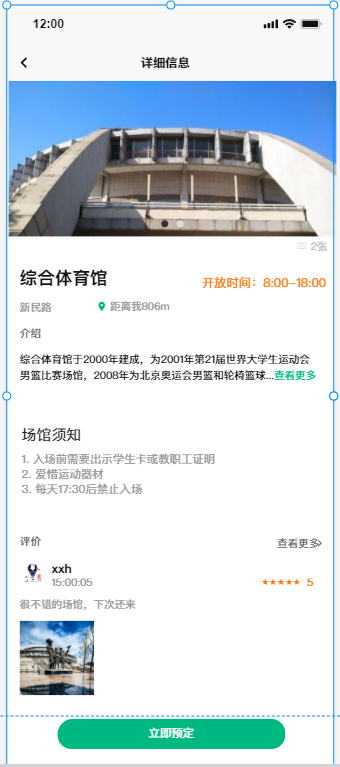 12:00
详细信息
2张
综合体育馆
开放时间：8:00-18:00
新民路
距离我806m
介绍
综合体育馆于2000年建成，为2001年第21届世界大学生运动会
男篮比赛场馆，2008年为北京奥运会男篮和轮椅篮球...查看更多
场馆须知
1. 入场前需要出示学生卡或教职工证明
2. 爱惜运动器材
3. 每天17:30后禁止入场
评价
查看更多
xxh
15:00:05
5
很不错的场馆，下次还来
立即预定